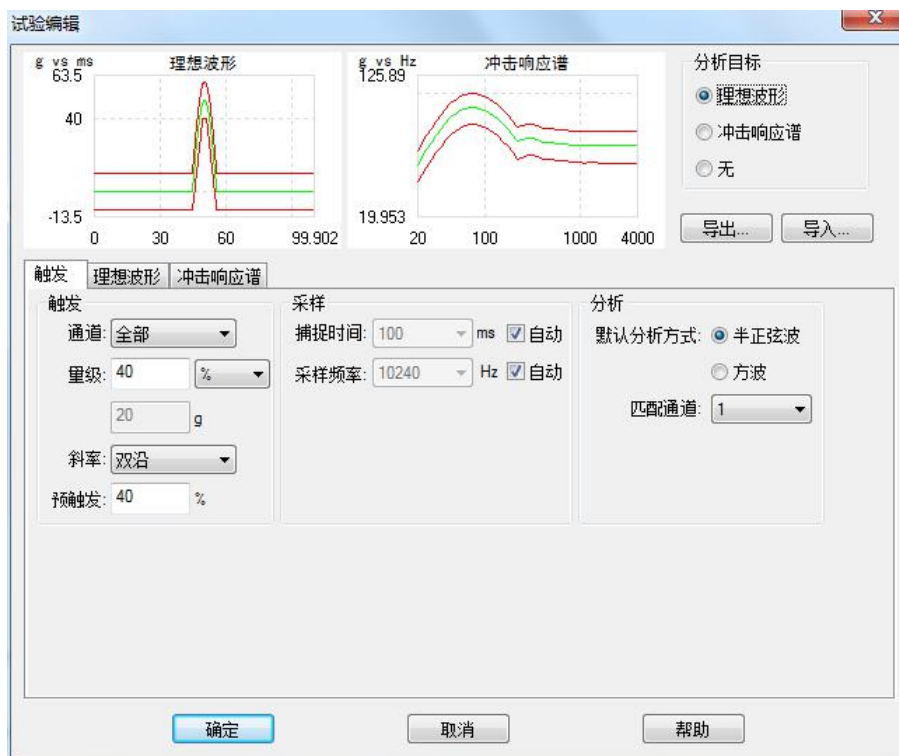 试验编辑
g vs ms 理想波形
63.5
40
-13.5
0 30 60 99.902
g vs Hz 冲击响应谱
125.89
19.953
20 100 1000 4000
分析目标
理想波形
冲击响应谱
无
导出... 导入...
触发 理想波形 冲击响应谱
触发
通道: 全部
量级: 40 %
20 g
斜率: 双沿
预触发: 40 %
采样
捕捉时间: 100 ms 自动
采样频率: 10240 Hz 自动
分析
默认分析方式: 半正弦波
方波
匹配通道: 1
确定 取消 帮助